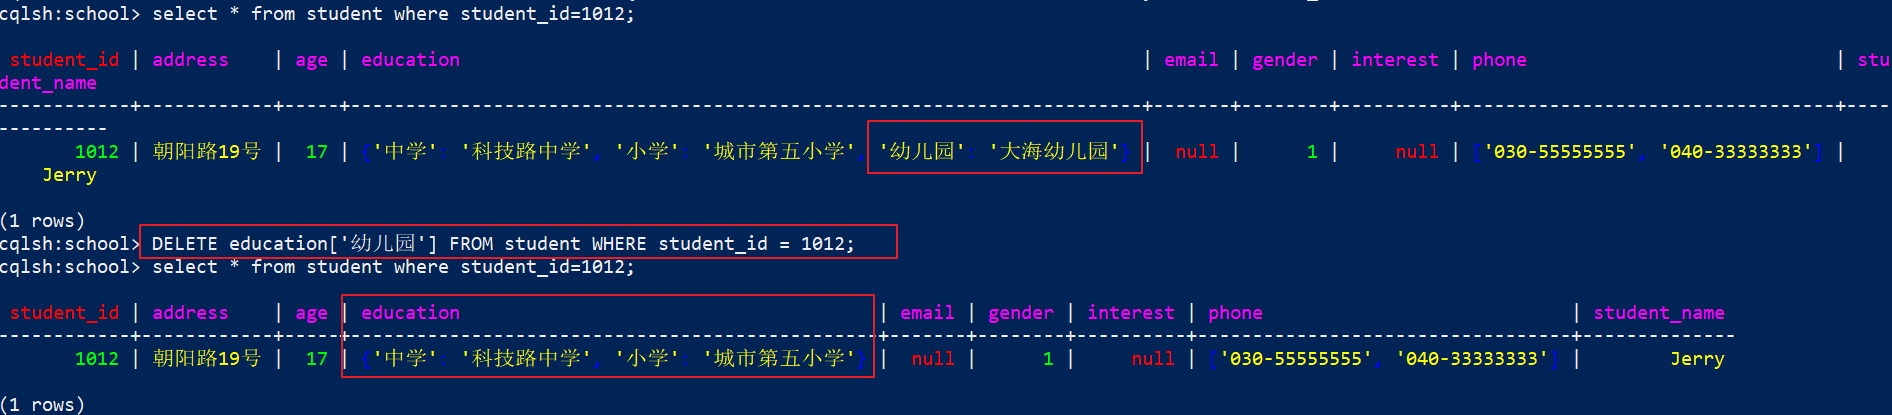 cqlsh:school> select * from student where student_id=1012;
student_id | address | age | education | email | gender | interest | phone | stu
dent_name
------------+------------+-----+------------------------------------------------------------------------+-------+--------+----------+----------------------------------+----
----------
1012 | 朝阳路19号 | 17 | {'中学': '科技路中学', '小学': '城市第五小学', '幼儿园': '大海幼儿园'} | null | 1 | null | ['030-55555555', '040-33333333'] |
Jerry
(1 rows)
cqlsh:school> DELETE education['幼儿园'] FROM student WHERE student_id = 1012;
cqlsh:school> select * from student where student_id=1012;
student_id | address | age | education | email | gender | interest | phone | student_name
------------+------------+-----+------------------------------------------------+-------+--------+----------+----------------------------------+--------------
1012 | 朝阳路19号 | 17 | {'中学': '科技路中学', '小学': '城市第五小学'} | null | 1 | null | ['030-55555555', '040-33333333'] | Jerry
(1 rows)